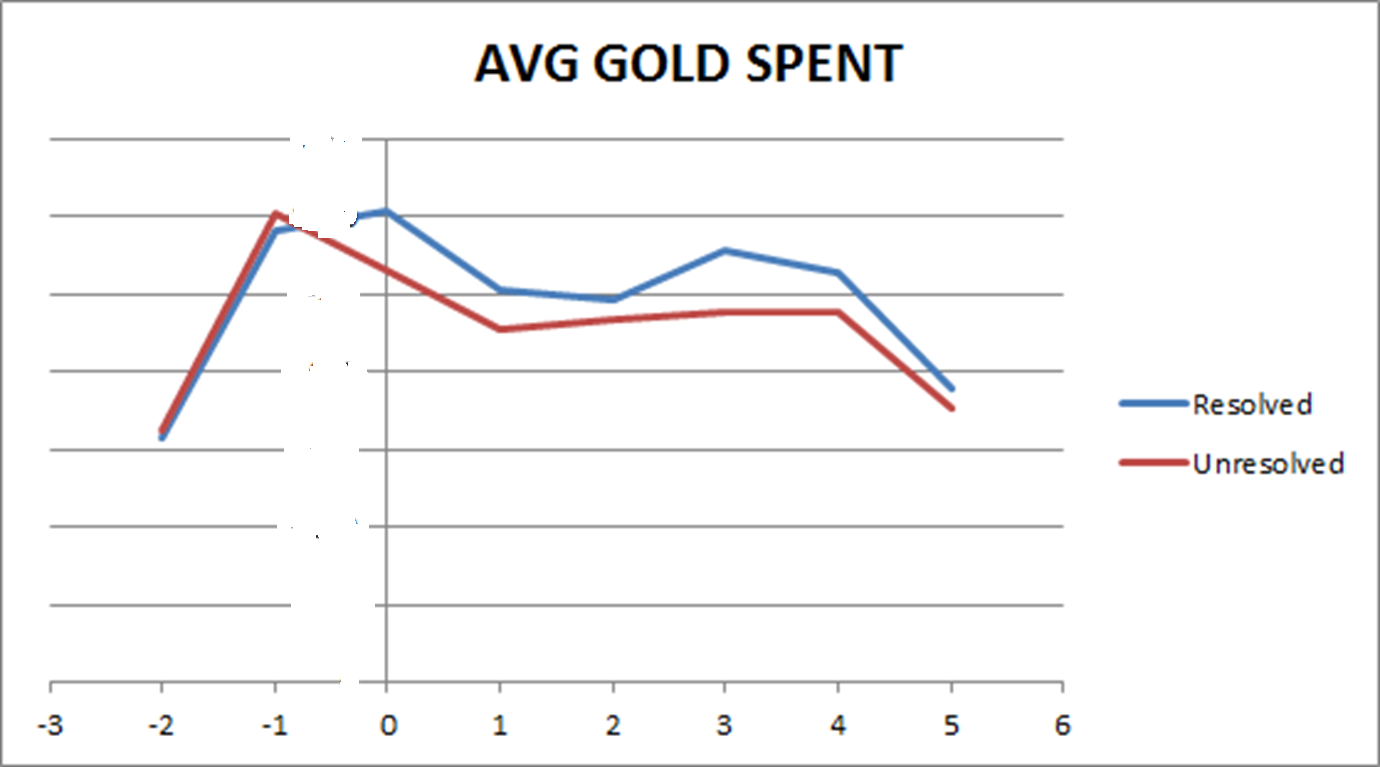 AVG GOLD SPENT
Resolved
Unresolved
-3 -2 -1 0 1 2 3 4 5 6